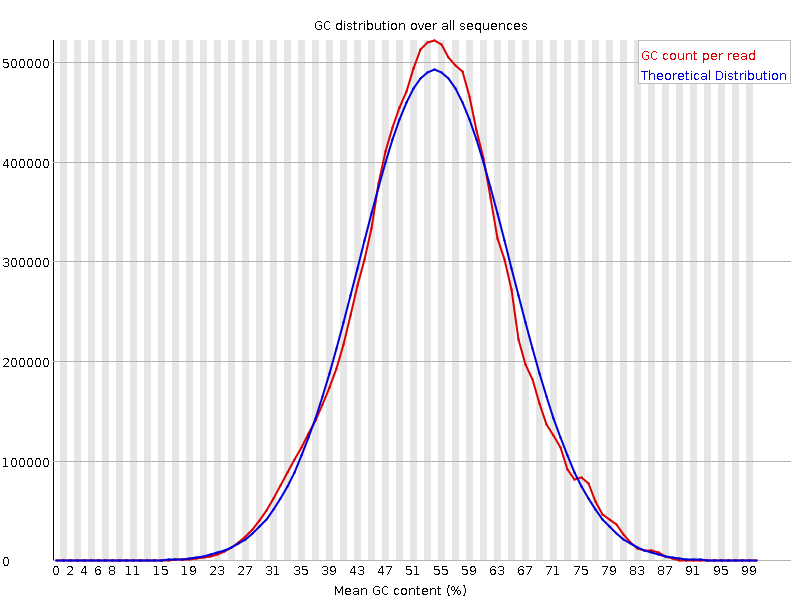 GC distribution over all sequences
GC count per read
Theoretical Distribution
500000
400000
300000
200000
100000
0
0 2 4 6 8 11 15 19 23 27 31 35 39 43 47 51 55 59 63 67 71 75 79 83 87 91 95 99
Mean GC content (%)